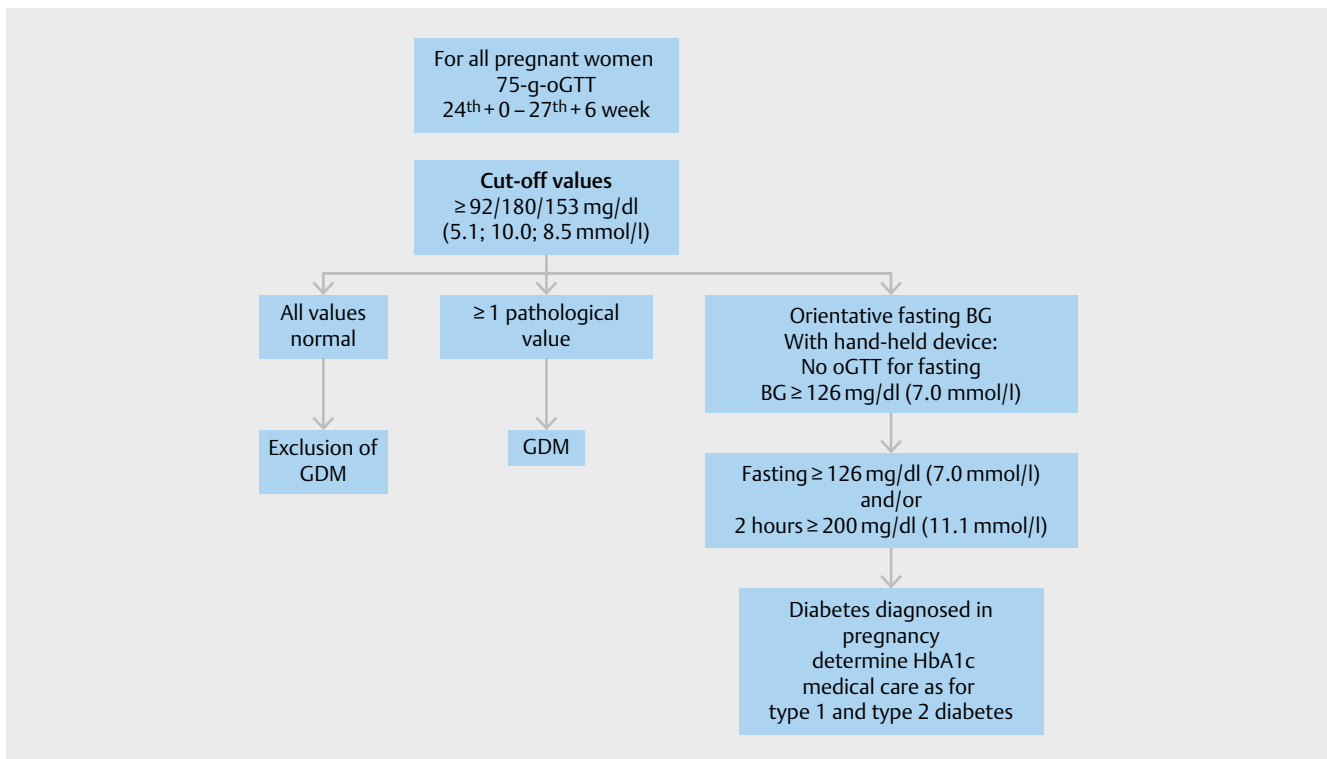 For all pregnant women
75-g-oGTT
24th + 0 – 27th + 6 week
Cut-off values
≥ 92/180/153 mg/dl
(5.1; 10.0; 8.5 mmol/l)
All values
normal
≥ 1 pathological
value
Orientative fasting BG
With hand-held device:
No oGTT for fasting
BG ≥ 126 mg/dl (7.0 mmol/l)
Exclusion of
GDM
GDM
Fasting ≥ 126 mg/dl (7.0 mmol/l)
and/or
2 hours ≥ 200 mg/dl (11.1 mmol/l)
Diabetes diagnosed in
pregnancy
determine HbA1c
medical care as for
type 1 and type 2 diabetes